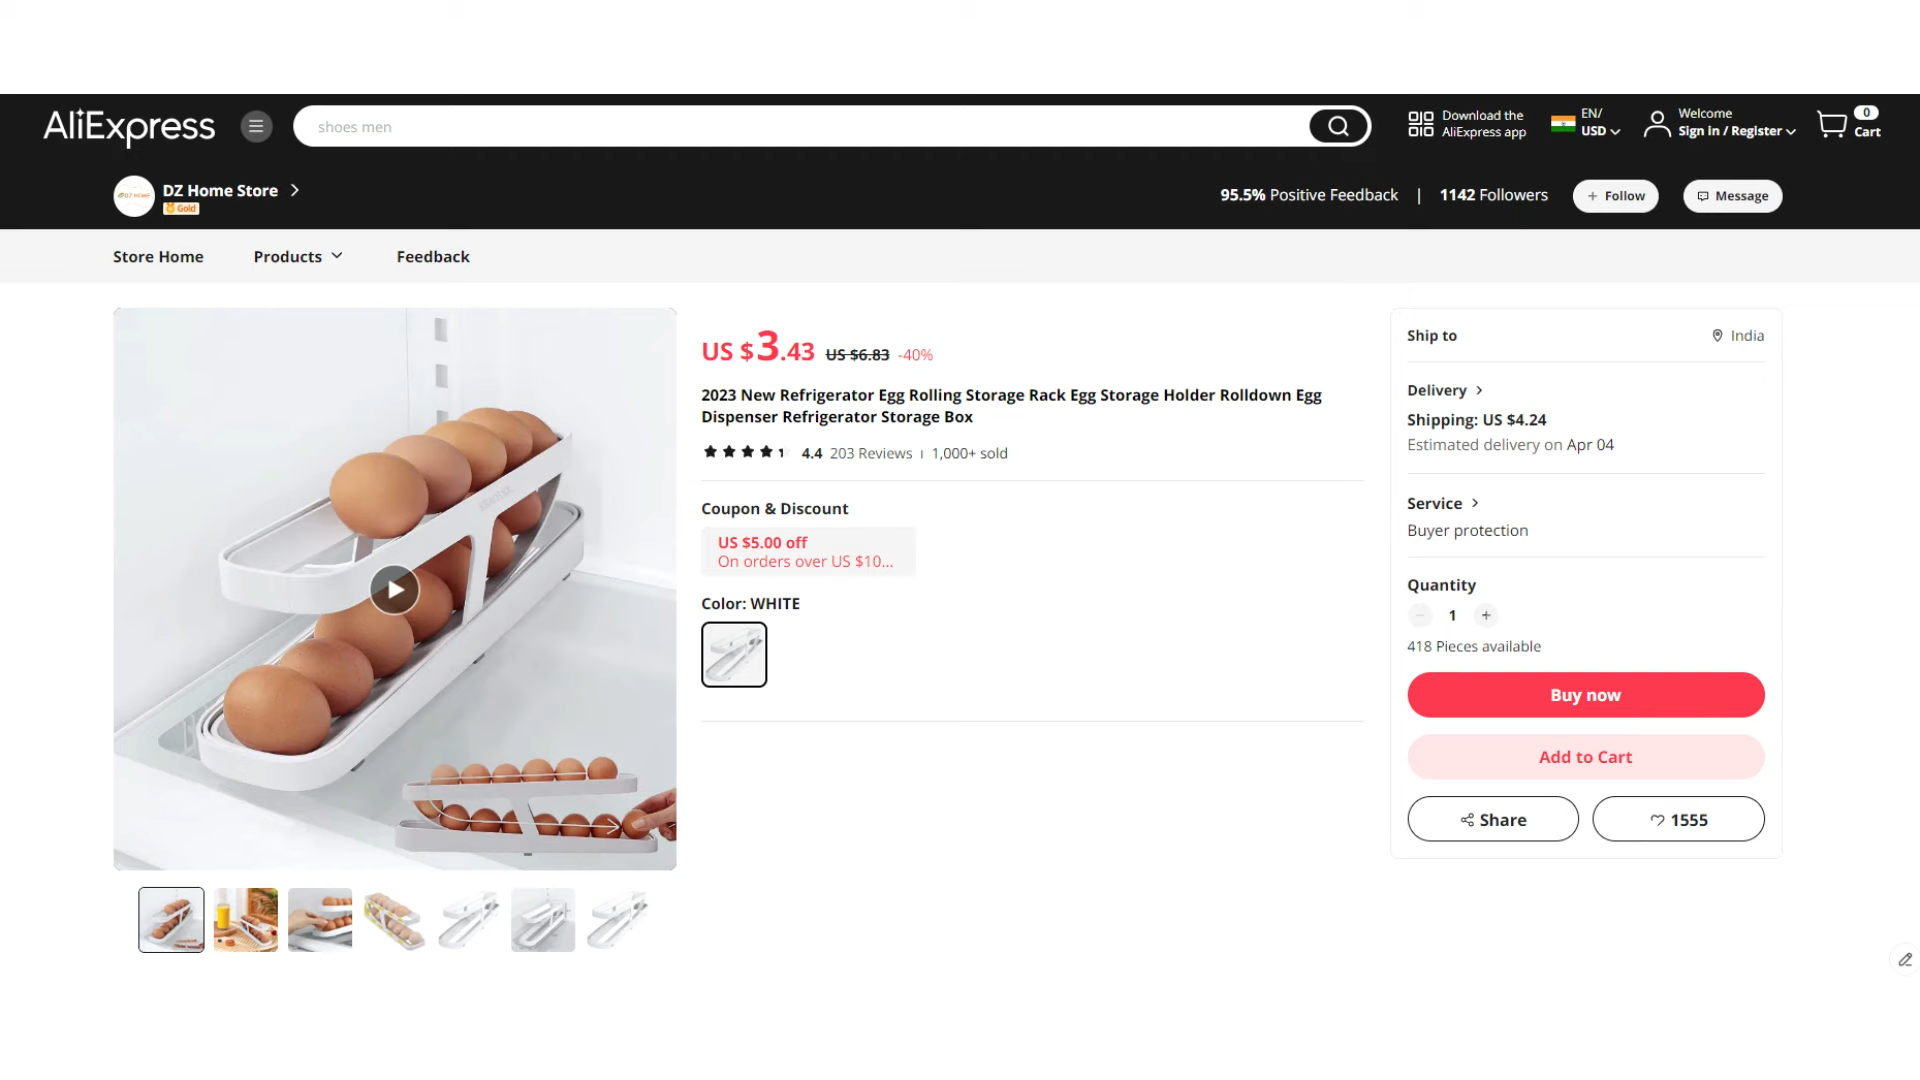 AliExpress
shoes men
Download the
AliExpress app
EN/
USD
Welcome
Sign in / Register
0
Cart
DZ Home Store
Gold
95.5% Positive Feedback | 1142 Followers
+ Follow
Message
Store Home
Products
Feedback
US $3.43 US $6.83 -40%
2023 New Refrigerator Egg Rolling Storage Rack Egg Storage Holder Rolldown Egg
Dispenser Refrigerator Storage Box
4.4 203 Reviews
1,000+ sold
Coupon & Discount
US $5.00 off
On orders over US $10...
Color: WHITE
Ship to
India
Delivery
Shipping: US $4.24
Estimated delivery on Apr 04
Service
Buyer protection
Quantity
1
418 Pieces available
Buy now
Add to Cart
Share
1555